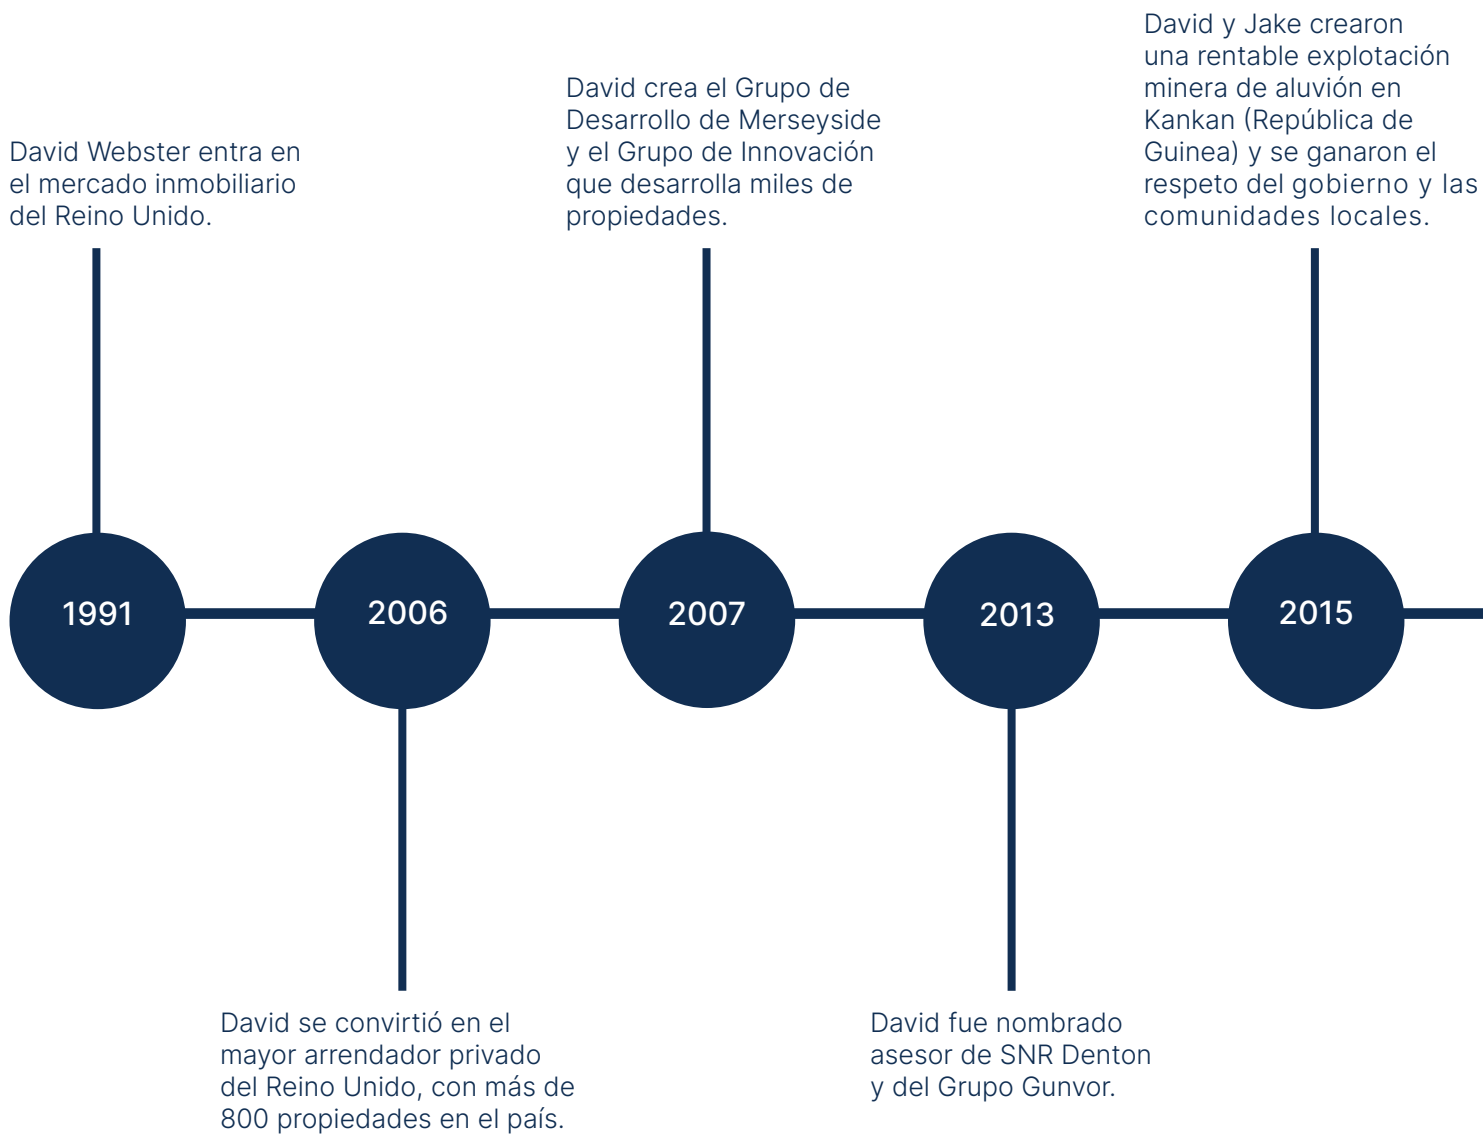 David Webster entra en
el mercado inmobiliario
del Reino Unido.
David crea el Grupo de
Desarrollo de Merseyside
y el Grupo de Innovación
que desarrolla miles de
propiedades.
David y Jake crearon
una rentable explotación
minera de aluvión en
Kankan (República de
Guinea) y se ganaron el
respeto del gobierno y las
comunidades locales.
1991
2006
2007
2013
2015
David se convirtió en el
mayor arrendador privado
del Reino Unido, con más de
800 propiedades en el país.
David fue nombrado
asesor de SNR Denton
y del Grupo Gunvor.